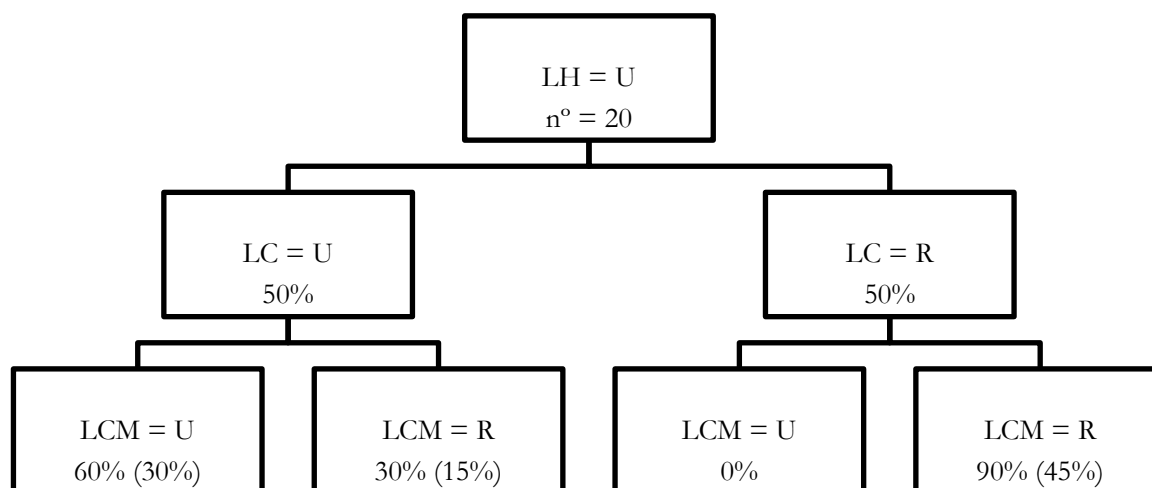 LH = U
nº = 20
LC = U
50%
LC = R
50%
LCM = U
60% (30%)
LCM = R
30% (15%)
LCM = U
0%
LCM = R
90% (45%)